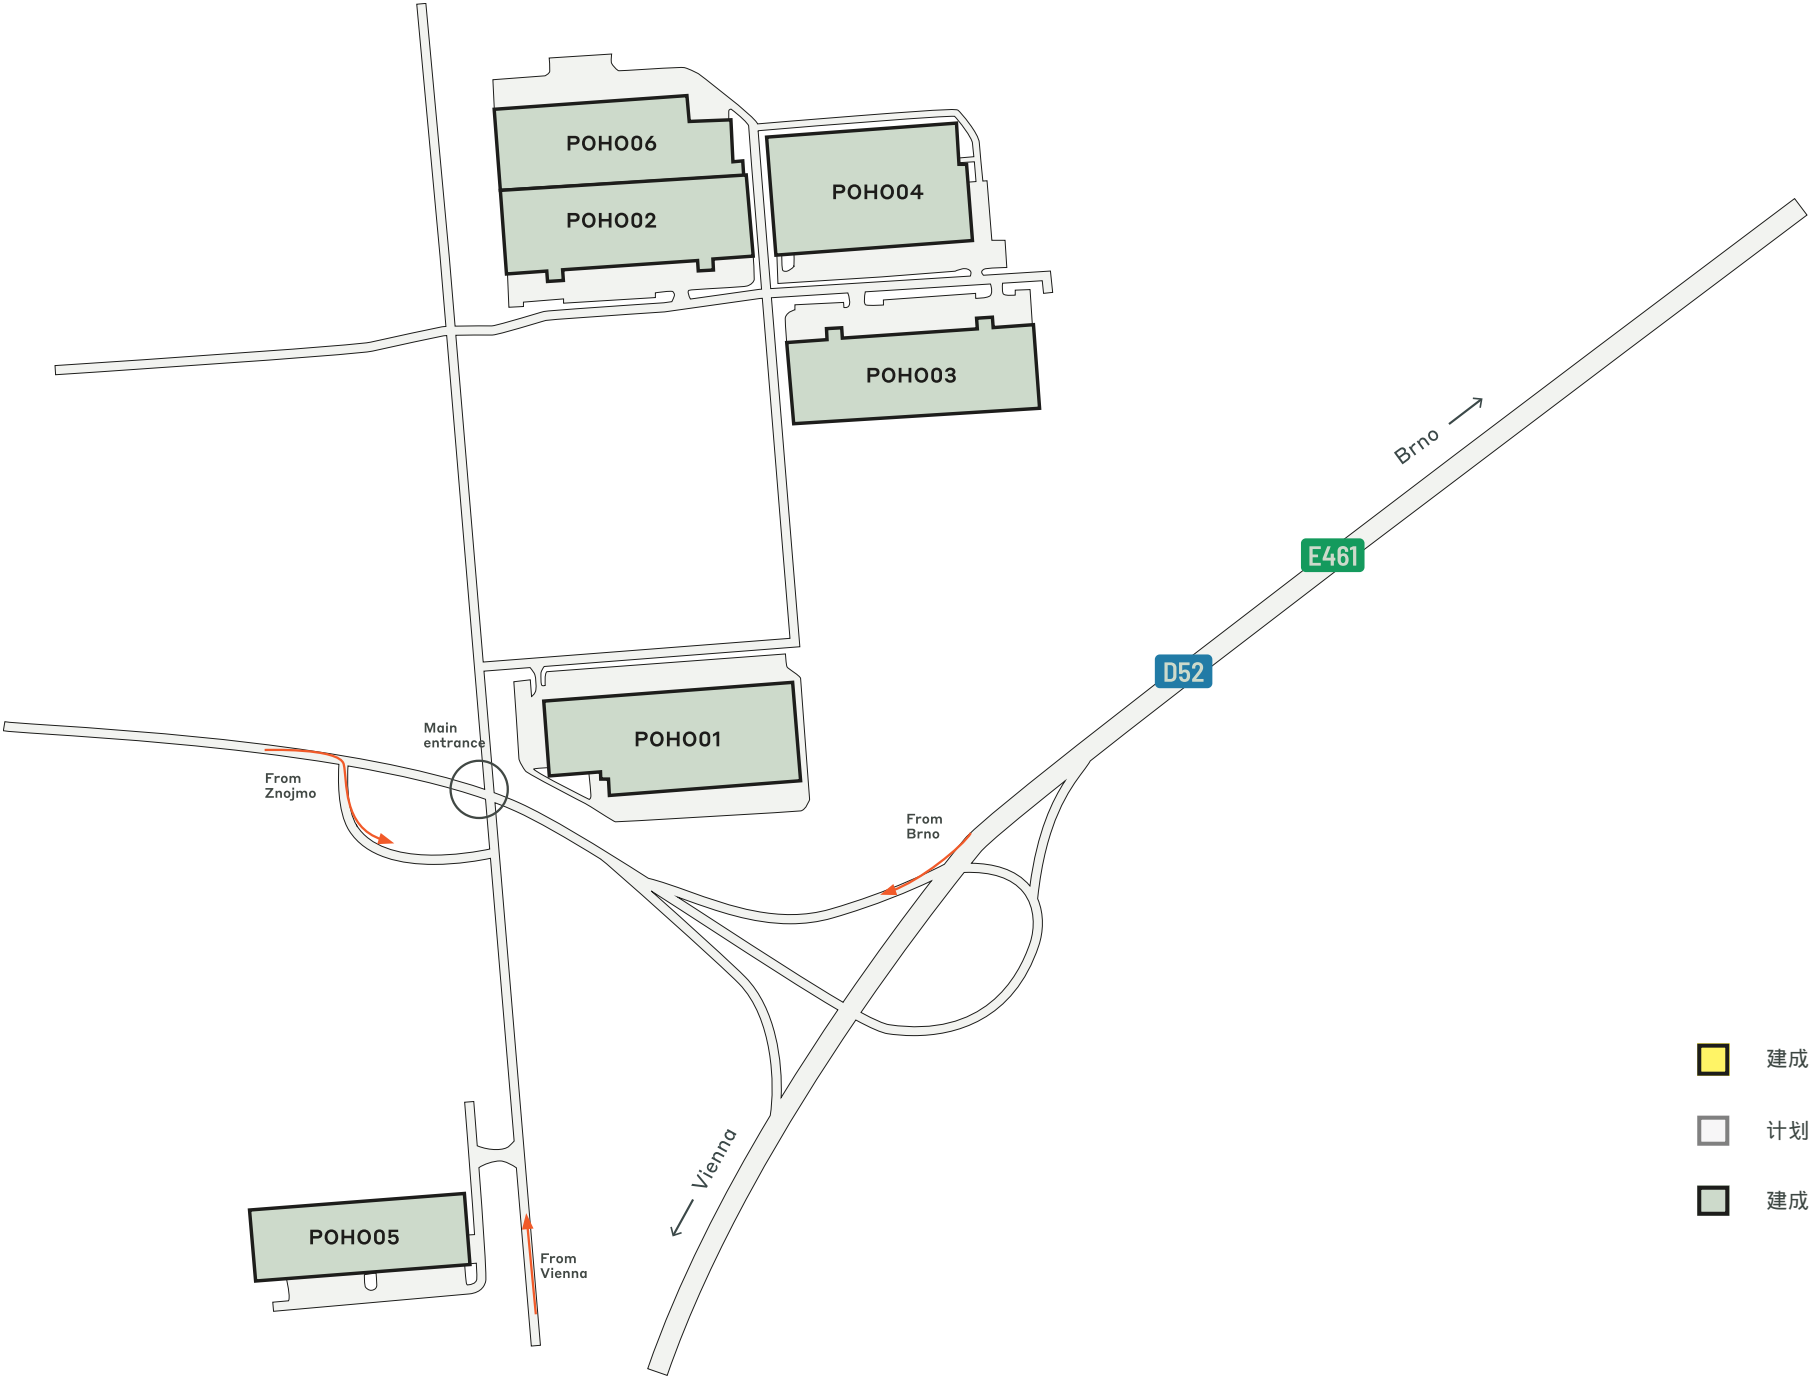 POHO06
POHO02
POHO04
POHO03
Brno
E461
D52
Main
entrance
POHO01
From
Znojmo
From
Brno
建成
计划
建成
Vienna
POHO05
From
Vienna